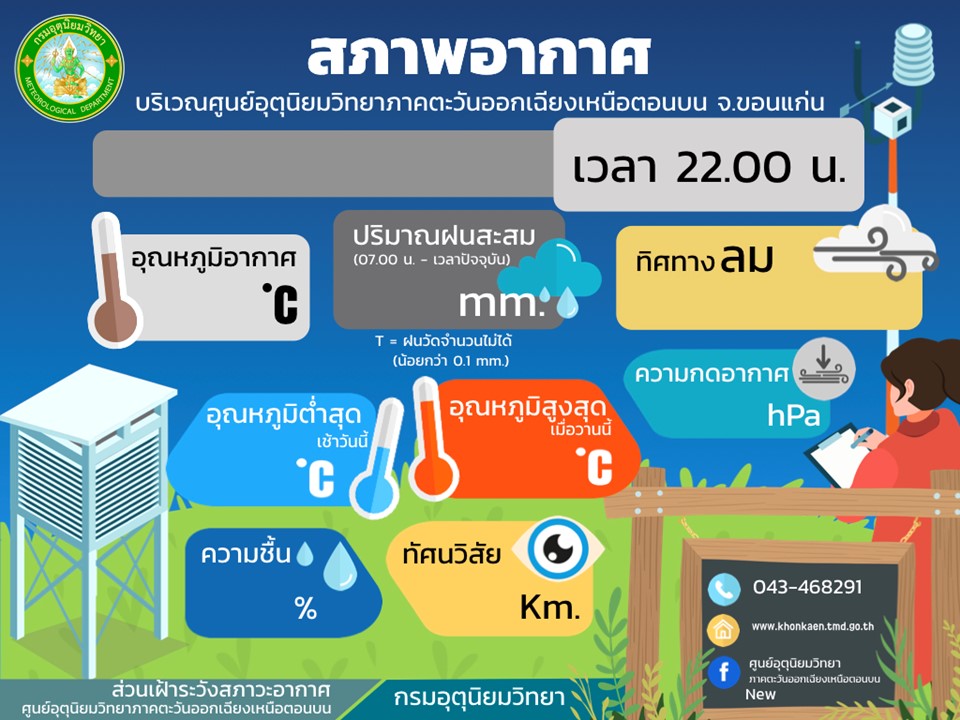 กรมอุตุนิยมวิทยา
METEOROLOGICAL DEPARTMENT
สภาพอากาศ
บริเวณศูนย์อุตุนิยมวิทยาภาคตะวันออกเฉียงเหนือตอนบน จ.ขอนแก่น
เวลา 22.00 น.
อุณหภูมิอากาศ
°C
ปริมาณฝนสะสม
(07.00 น. - เวลาปัจจุบัน)
mm.
T = ฝนวัดจำนวนไม่ได้
(น้อยกว่า 0.1 mm.)
ทิศทาง ลม
อุณหภูมิต่ำสุด
เช้าวันนี้
°C
อุณหภูมิสูงสุด
เมื่อวานนี้
°C
ความกดอากาศ
hPa
ความชื้น
%
ทัศนวิสัย
Km.
043-468291
www.khonkaen.tmd.go.th
ศูนย์อุตุนิยมวิทยา
ภาคตะวันออกเฉียงเหนือตอนบน
New
ส่วนเฝ้าระวังสภาวะอากาศ
ศูนย์อุตุนิยมวิทยาภาคตะวันออกเฉียงเหนือตอนบน
กรมอุตุนิยมวิทยา